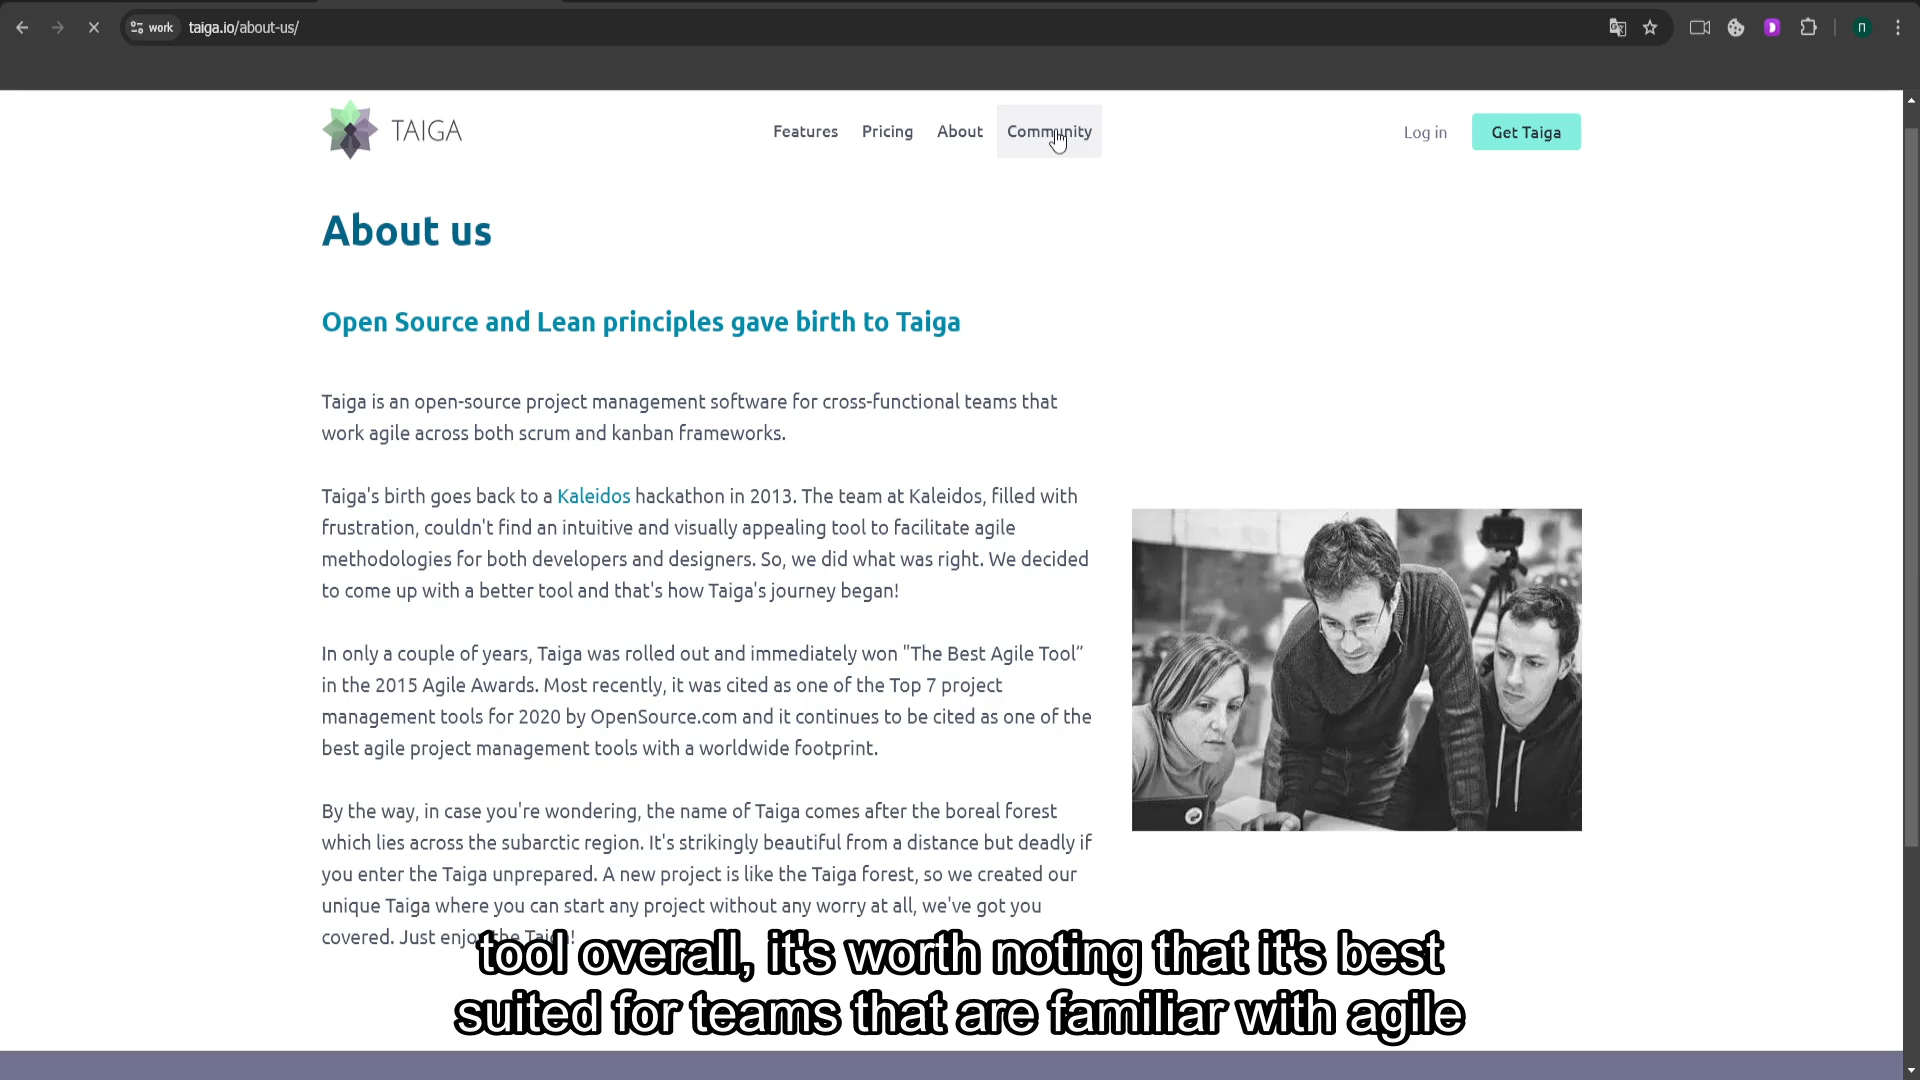 work taiga.io/about-us/
П
TAIGA
Features Pricing About Community
Log in Get Taiga
About us
Open Source and Lean principles gave birth to Taiga
Taiga is an open-source project management software for cross-functional teams that
work agile across both scrum and kanban frameworks.
Taiga's birth goes back to a Kaleidos hackathon in 2013. The team at Kaleidos, filled with
frustration, couldn't find an intuitive and visually appealing tool to facilitate agile
methodologies for both developers and designers. So, we did what was right. We decided
to come up with a better tool and that's how Taiga's journey began!
In only a couple of years, Taiga was rolled out and immediately won "The Best Agile Tool”
in the 2015 Agile Awards. Most recently, it was cited as one of the Top 7 project
management tools for 2020 by OpenSource.com and it continues to be cited as one of the
best agile project management tools with a worldwide footprint.
By the way, in case you're wondering, the name of Taiga comes after the boreal forest
which lies across the subarctic region. It's strikingly beautiful from a distance but deadly if
you enter the Taiga unprepared. A new project is like the Taiga forest, so we created our
unique Taiga where you can start any project without any worry at all, we've got you
covered. Just enjoy the Taiga!
tool overall, it's worth noting that it's best
suited for teams that are familiar with agile